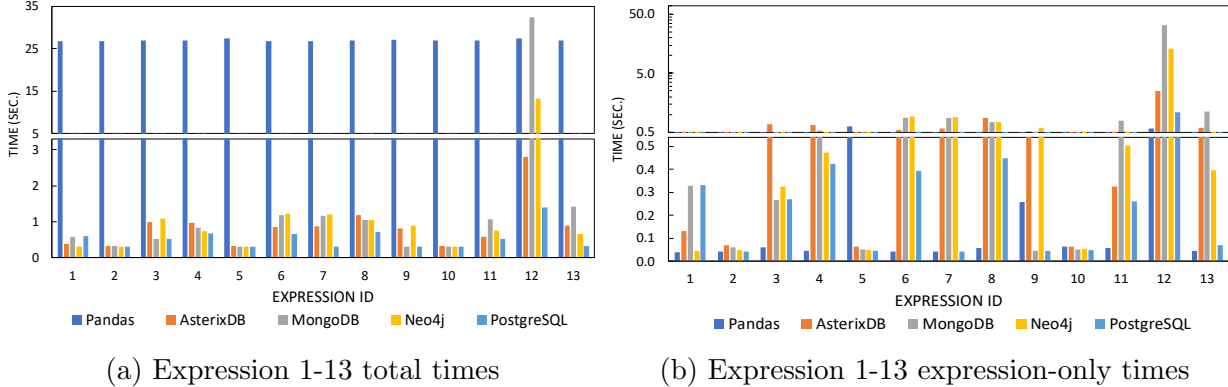 35
25
15
5
3
2
1
0
TIME (SEC.)
1 2 3 4 5 6 7 8 9 10 11 12 13
EXPRESSION ID
Pandas AsterixDB MongoDB Neo4j PostgreSQL
(a) Expression 1-13 total times
50.0
5.0
0.5
0.5
0.4
0.3
0.2
0.1
0.0
TIME (SEC.)
1 2 3 4 5 6 7 8 9 10 11 12 13
EXPRESSION ID
Pandas AsterixDB MongoDB Neo4j PostgreSQL
(b) Expression 1-13 expression-only times